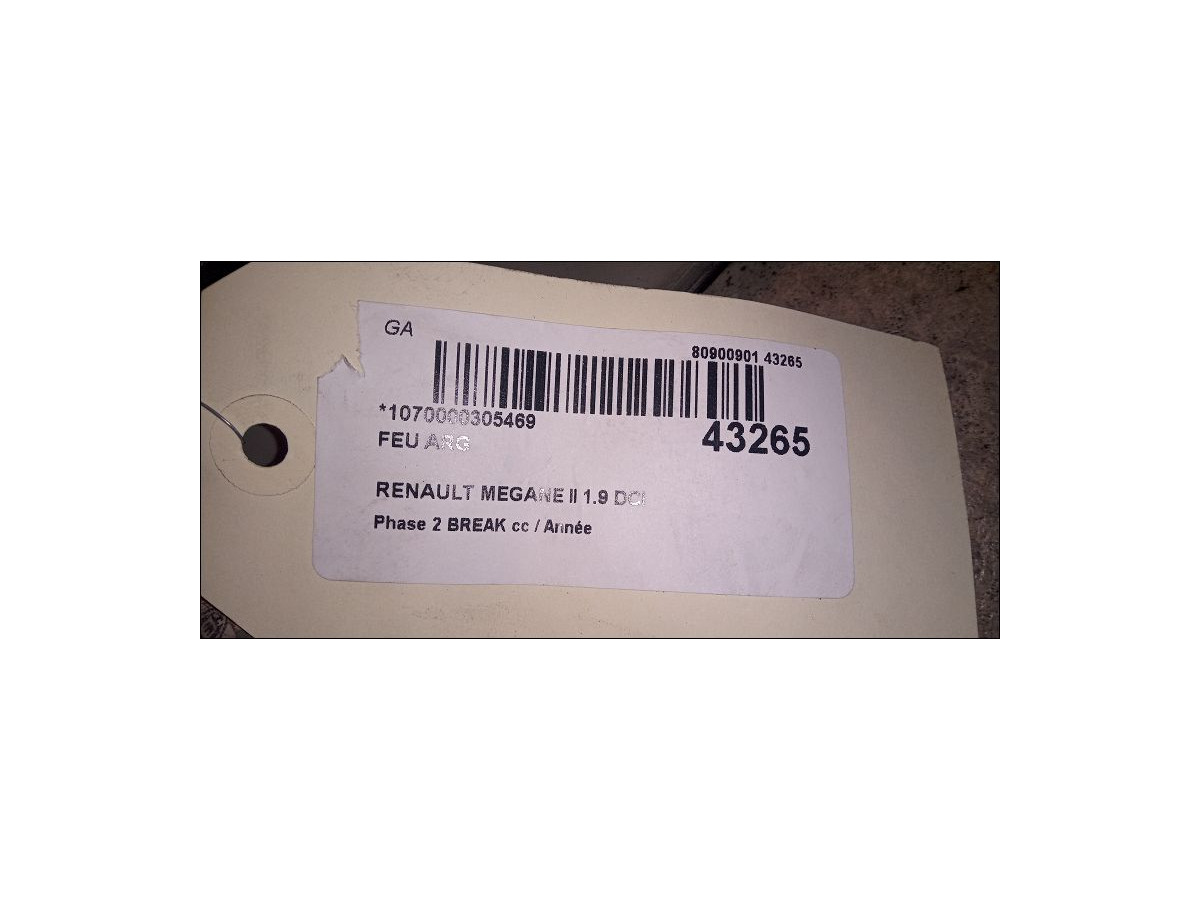 GA
80900901 43265
*1070000305469
43265
FEU ARG
RENAULT MEGANE II 1.9 DCI
Phase 2 BREAK cc / Année